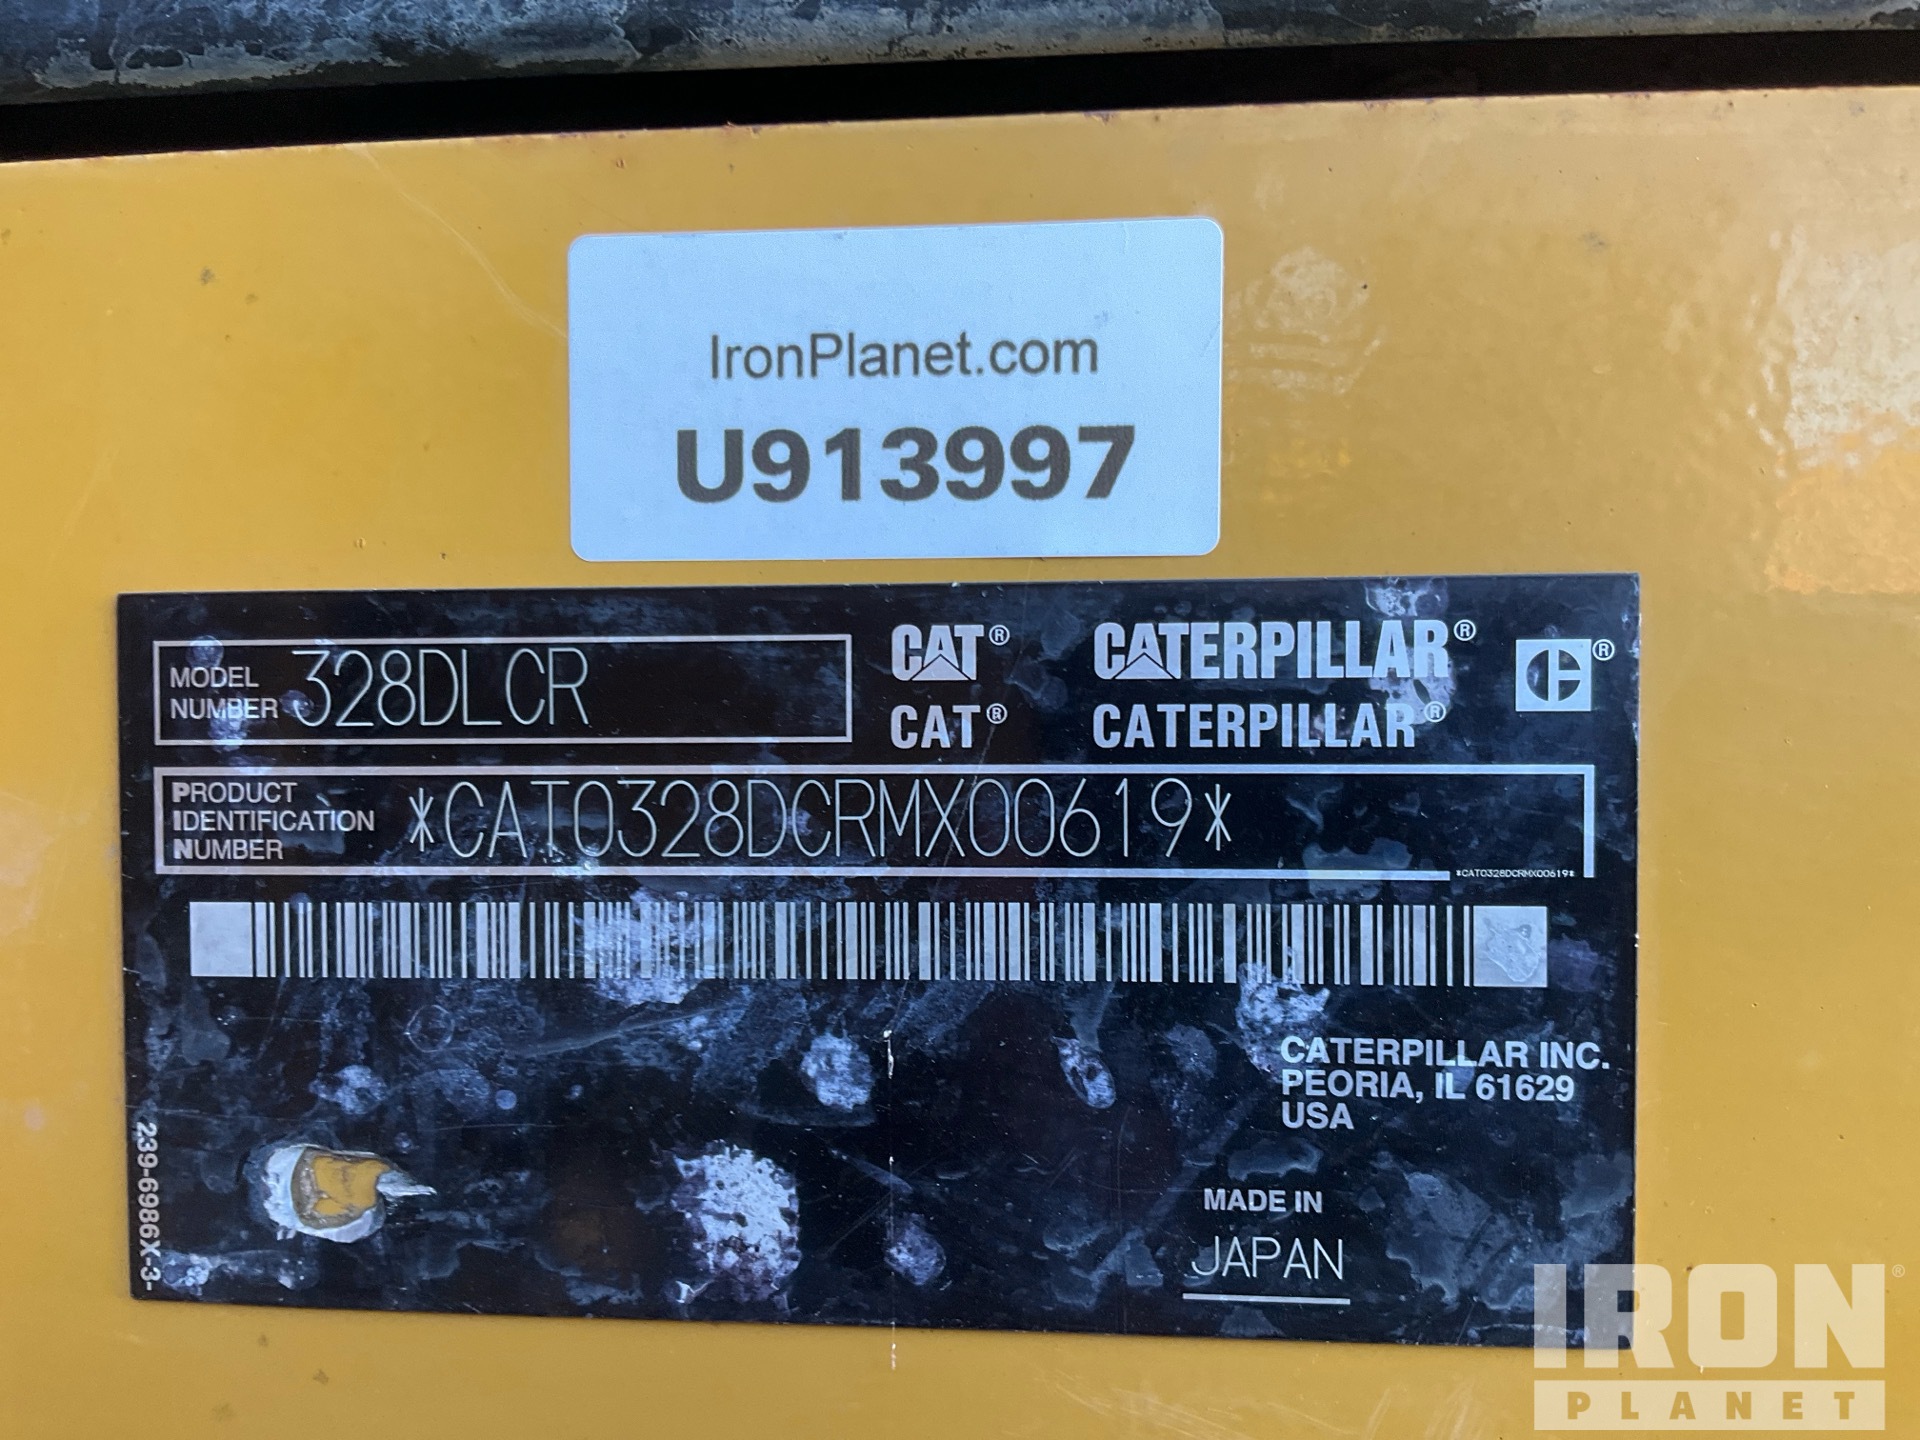 IronPlanet.com
U913997
MODEL NUMBER 328DLCR
CAT® CATERPILLAR® ®
CAT® CATERPILLAR®
PRODUCT IDENTIFICATION NUMBER *CAT0328DCRMX00619*
*CAT0328DCRMX00619*
CATERPILLAR INC.
PEORIA, IL 61629
USA
MADE IN
JAPAN
239-6986X-3-
IRON®
PLANET